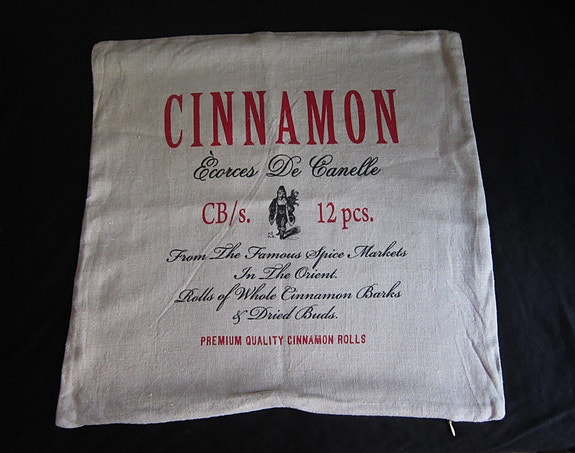 CINNAMON
Ècorces De Canelle
CB/s. 12 pcs.
From The Famous Spice Markets
In The Orient.
Rolls of Whole Cinnamon Barks
& Dried Buds.
PREMIUM QUALITY CINNAMON ROLLS